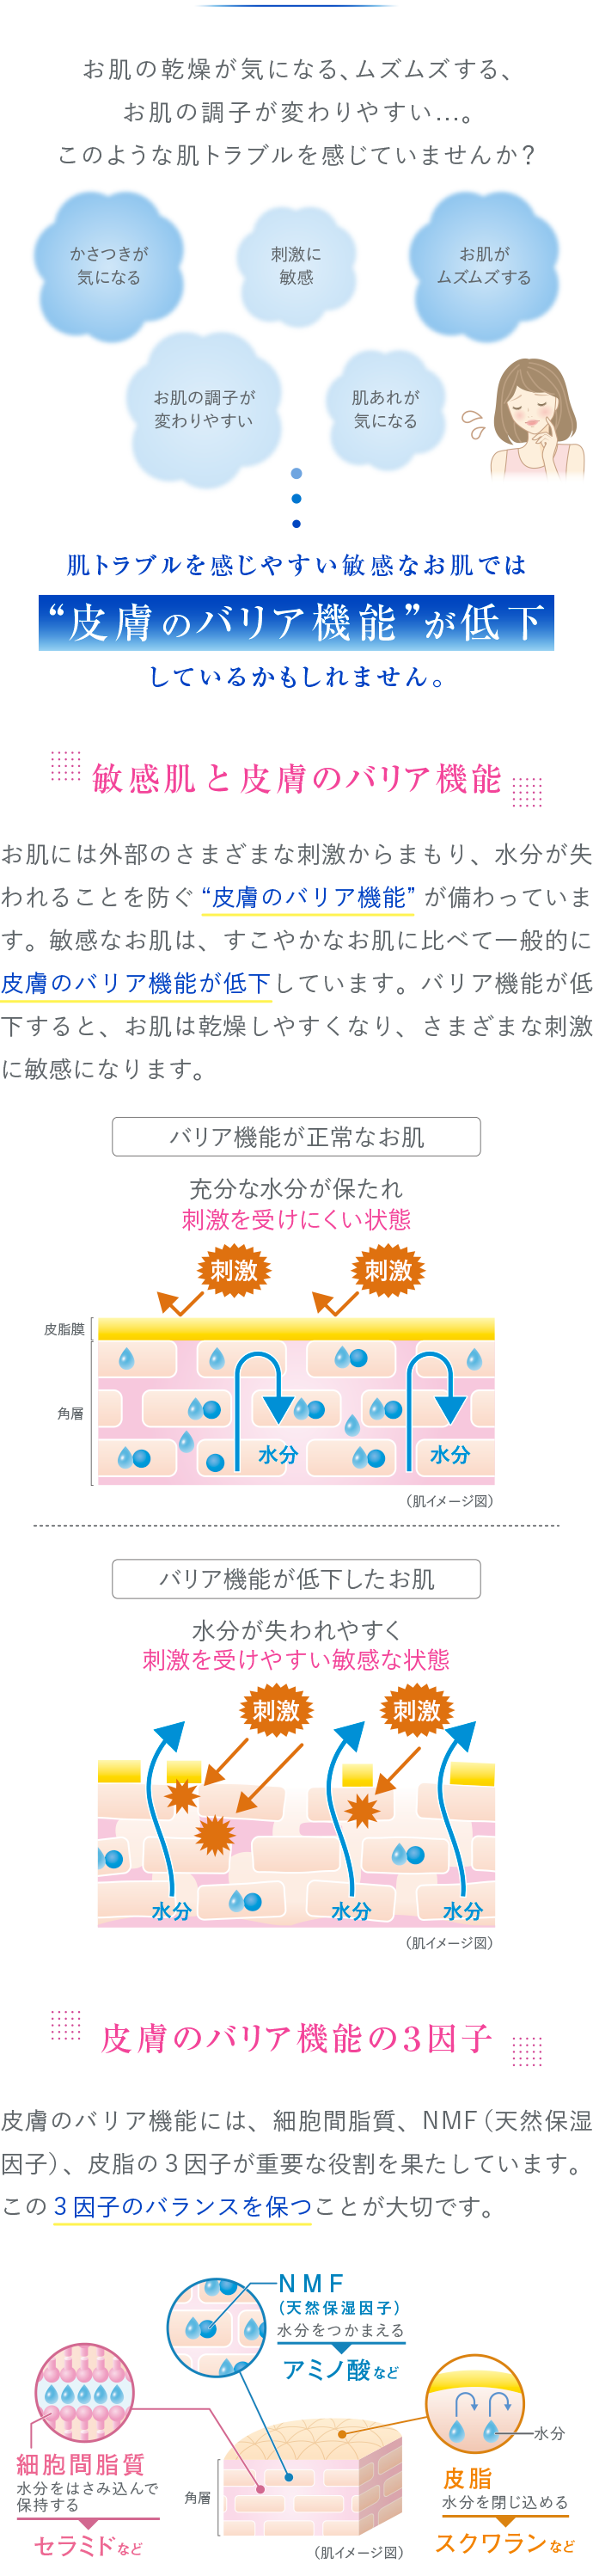 お肌の乾燥が気になる、ムズムズする、
お肌の調子が変わりやすい…。
このような肌トラブルを感じていませんか？
かさつきが
気になる
刺激に
敏感
お肌が
ムズムズする
お肌の調子が
変わりやすい
肌あれが
気になる
肌トラブルを感じやすい敏感なお肌では
“皮膚のバリア機能”が低下
しているかもしれません。
敏感肌と皮膚のバリア機能
お肌には外部のさまざまな刺激からまもり、水分が失
われることを防ぐ“皮膚のバリア機能”が備わっていま
す。敏感なお肌は、すこやかなお肌に比べて一般的に
皮膚のバリア機能が低下しています。バリア機能が低
下すると、お肌は乾燥しやすくなり、さまざまな刺激
に敏感になります。
バリア機能が正常なお肌
充分な水分が保たれ
刺激を受けにくい状態
刺激
刺激
皮脂膜
角層
水分
水分
（肌イメージ図）
バリア機能が低下したお肌
水分が失われやすく
刺激を受けやすい敏感な状態
刺激
刺激
水分
水分
水分
（肌イメージ図）
皮膚のバリア機能の3因子
皮膚のバリア機能には、細胞間脂質、NMF（天然保湿
因子）、皮脂の３因子が重要な役割を果たしています。
この３因子のバランスを保つことが大切です。
NMF
（天然保湿因子）
水分をつかまえる
アミノ酸など
細胞間脂質
水分をはさみ込んで
保持する
セラミドなど
水分
皮脂
水分を閉じ込める
スクワランなど
角層
（肌イメージ図）